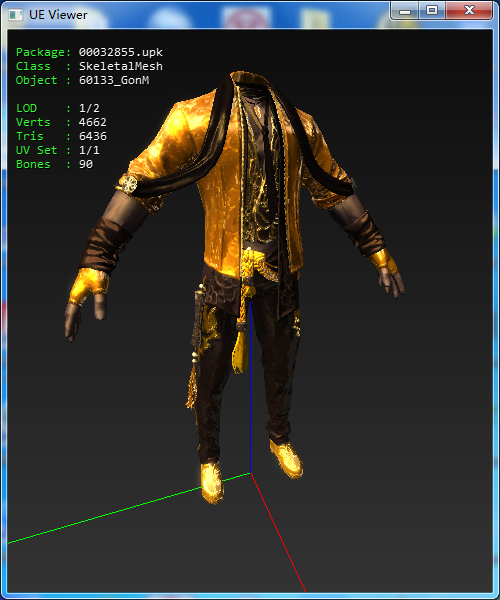 UE Viewer
Package: 00032855.upk
Class : SkeletalMesh
Object : 60133_GonM
LOD : 1/2
Verts : 4662
Tris : 6436
UV Set : 1/1
Bones : 90